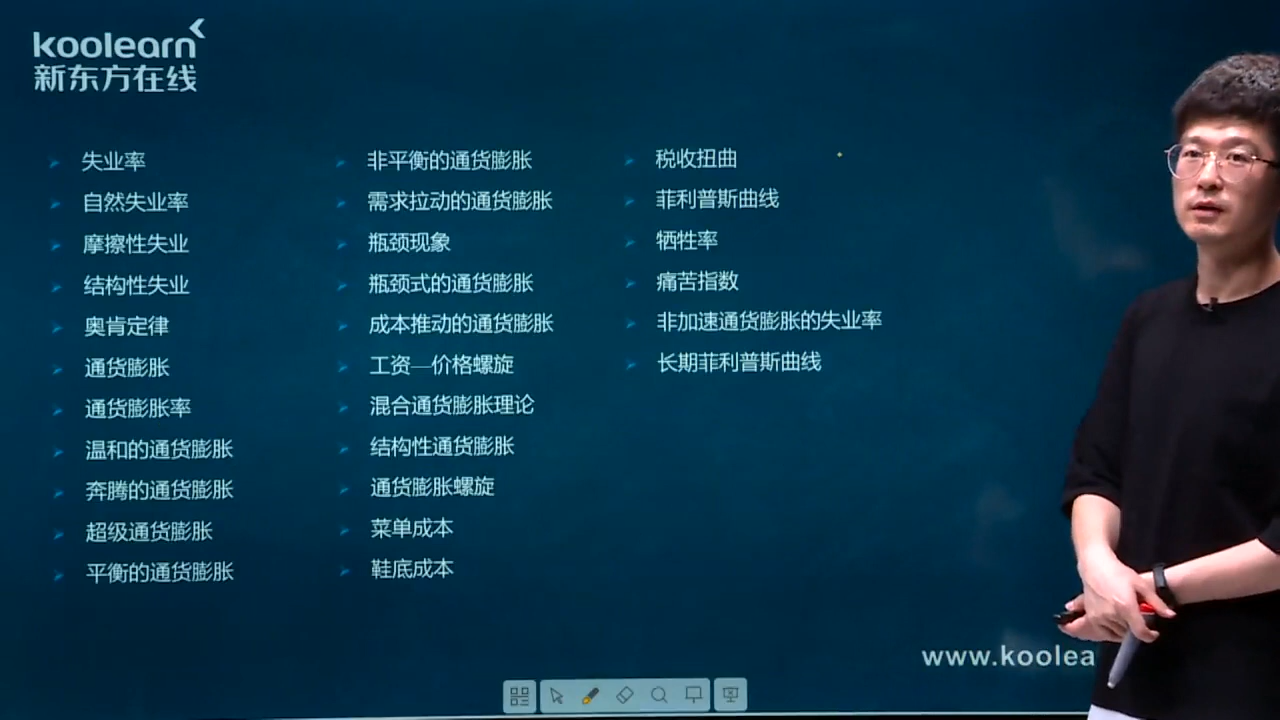 koolearn
新东方在线
失业率
自然失业率
摩擦性失业
结构性失业
奥肯定律
通货膨胀
通货膨胀率
温和的通货膨胀
奔腾的通货膨胀
超级通货膨胀
平衡的通货膨胀
非平衡的通货膨胀
需求拉动的通货膨胀
瓶颈现象
瓶颈式的通货膨胀
成本推动的通货膨胀
工资—价格螺旋
混合通货膨胀理论
结构性通货膨胀
通货膨胀螺旋
菜单成本
鞋底成本
税收扭曲
菲利普斯曲线
牺牲率
痛苦指数
非加速通货膨胀的失业率
长期菲利普斯曲线
www.koolea